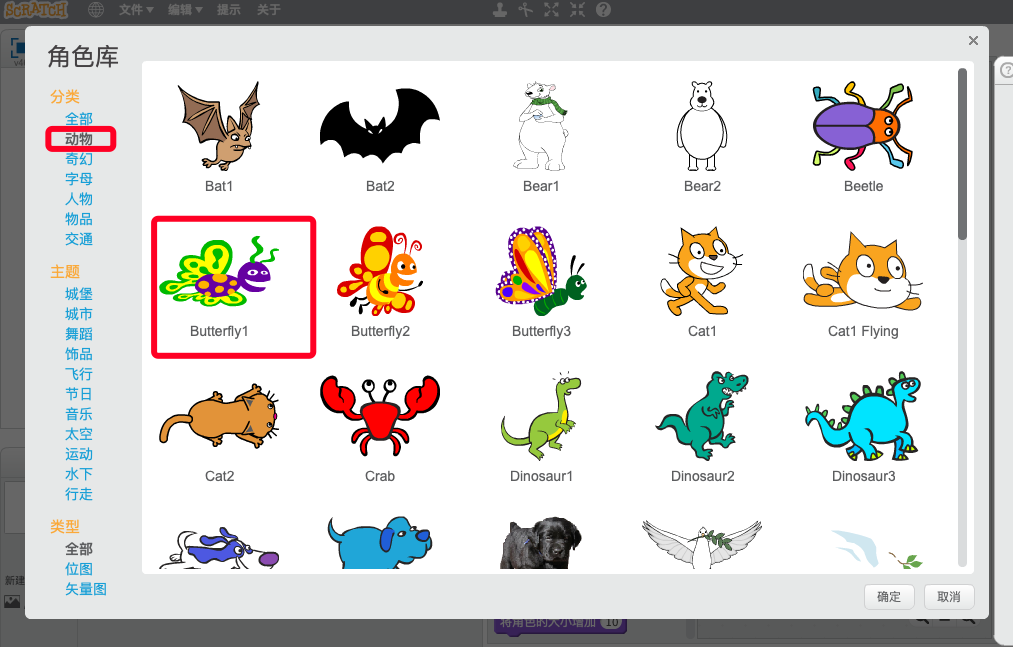 SCRATCH 文件 编辑 提示 关于
角色库
分类
全部
动物
奇幻
字母
人物
物品
交通
主题
城堡
城市
舞蹈
饰品
飞行
节日
音乐
太空
运动
水下
行走
类型
全部
位图
矢量图
Bat1 Bat2 Bear1 Bear2 Beetle
Butterfly1 Butterfly2 Butterfly3 Cat1 Cat1 Flying
Cat2 Crab Dinosaur1 Dinosaur2 Dinosaur3
确定 取消
新建
将角色的大小增加 10